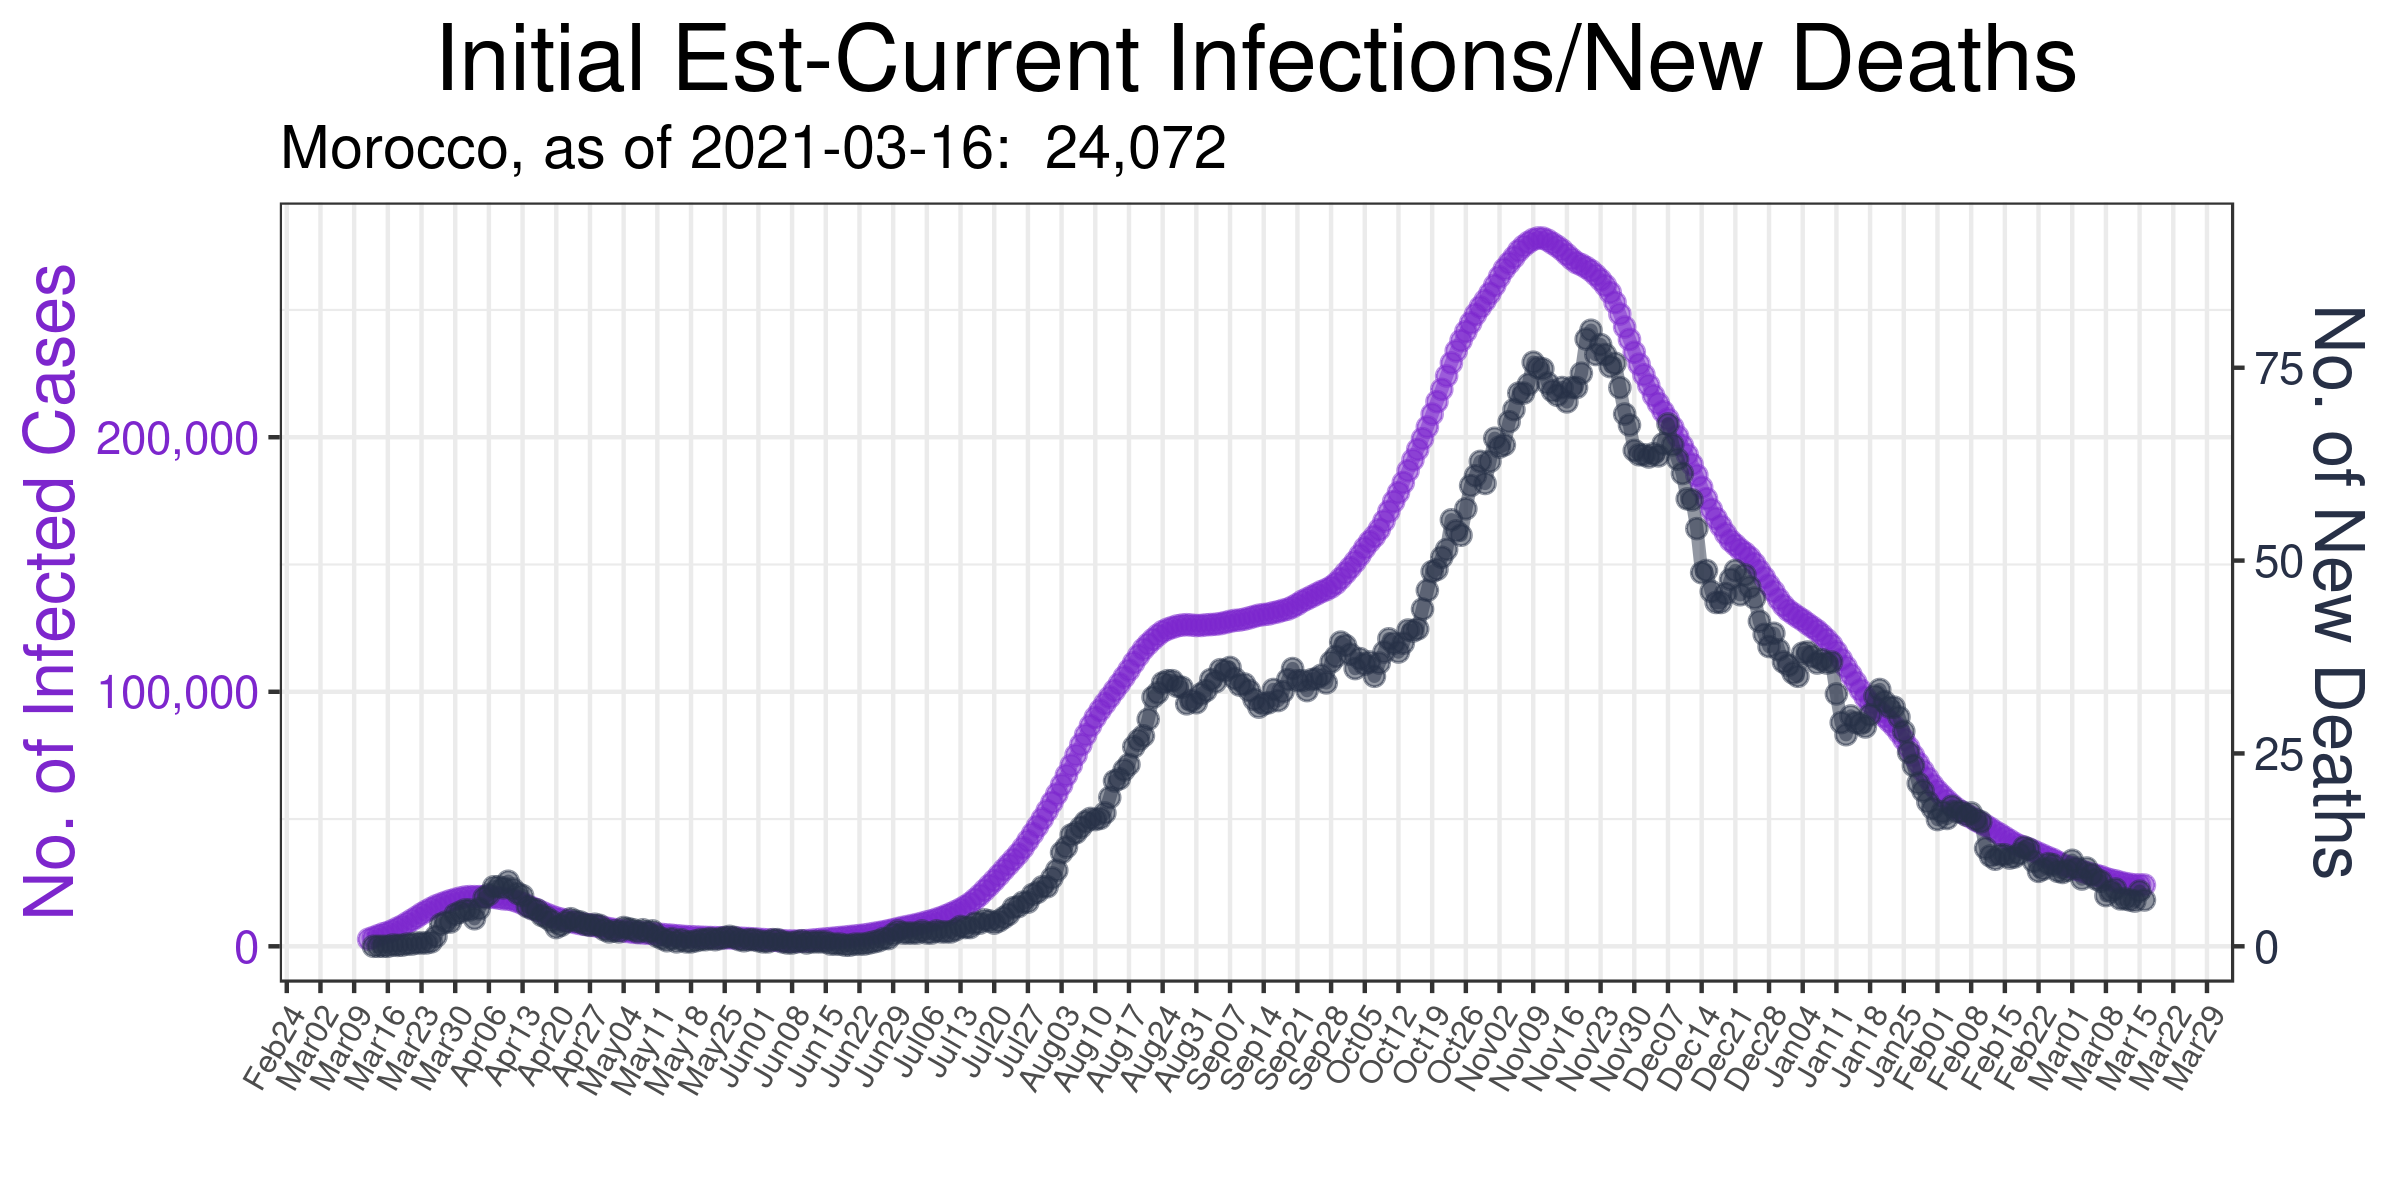 Initial Est-Current Infections/New Deaths
Morocco, as of 2021-03-16:  24,072
No. of Infected Cases
200,000
100,000
0
75
50
25
0
No. of New Deaths
Feb24
Mar02
Mar09
Mar16
Mar23
Mar30
Apr06
Apr13
Apr20
Apr27
May04
May11
May18
May25
Jun01
Jun08
Jun15
Jun22
Jun29
Jul06
Jul13
Jul20
Jul27
Aug03
Aug10
Aug17
Aug24
Aug31
Sep07
Sep14
Sep21
Sep28
Oct05
Oct12
Oct19
Oct26
Nov02
Nov09
Nov16
Nov23
Nov30
Dec07
Dec14
Dec21
Dec28
Jan04
Jan11
Jan18
Jan25
Feb01
Feb08
Feb15
Feb22
Mar01
Mar08
Mar15
Mar22
Mar29